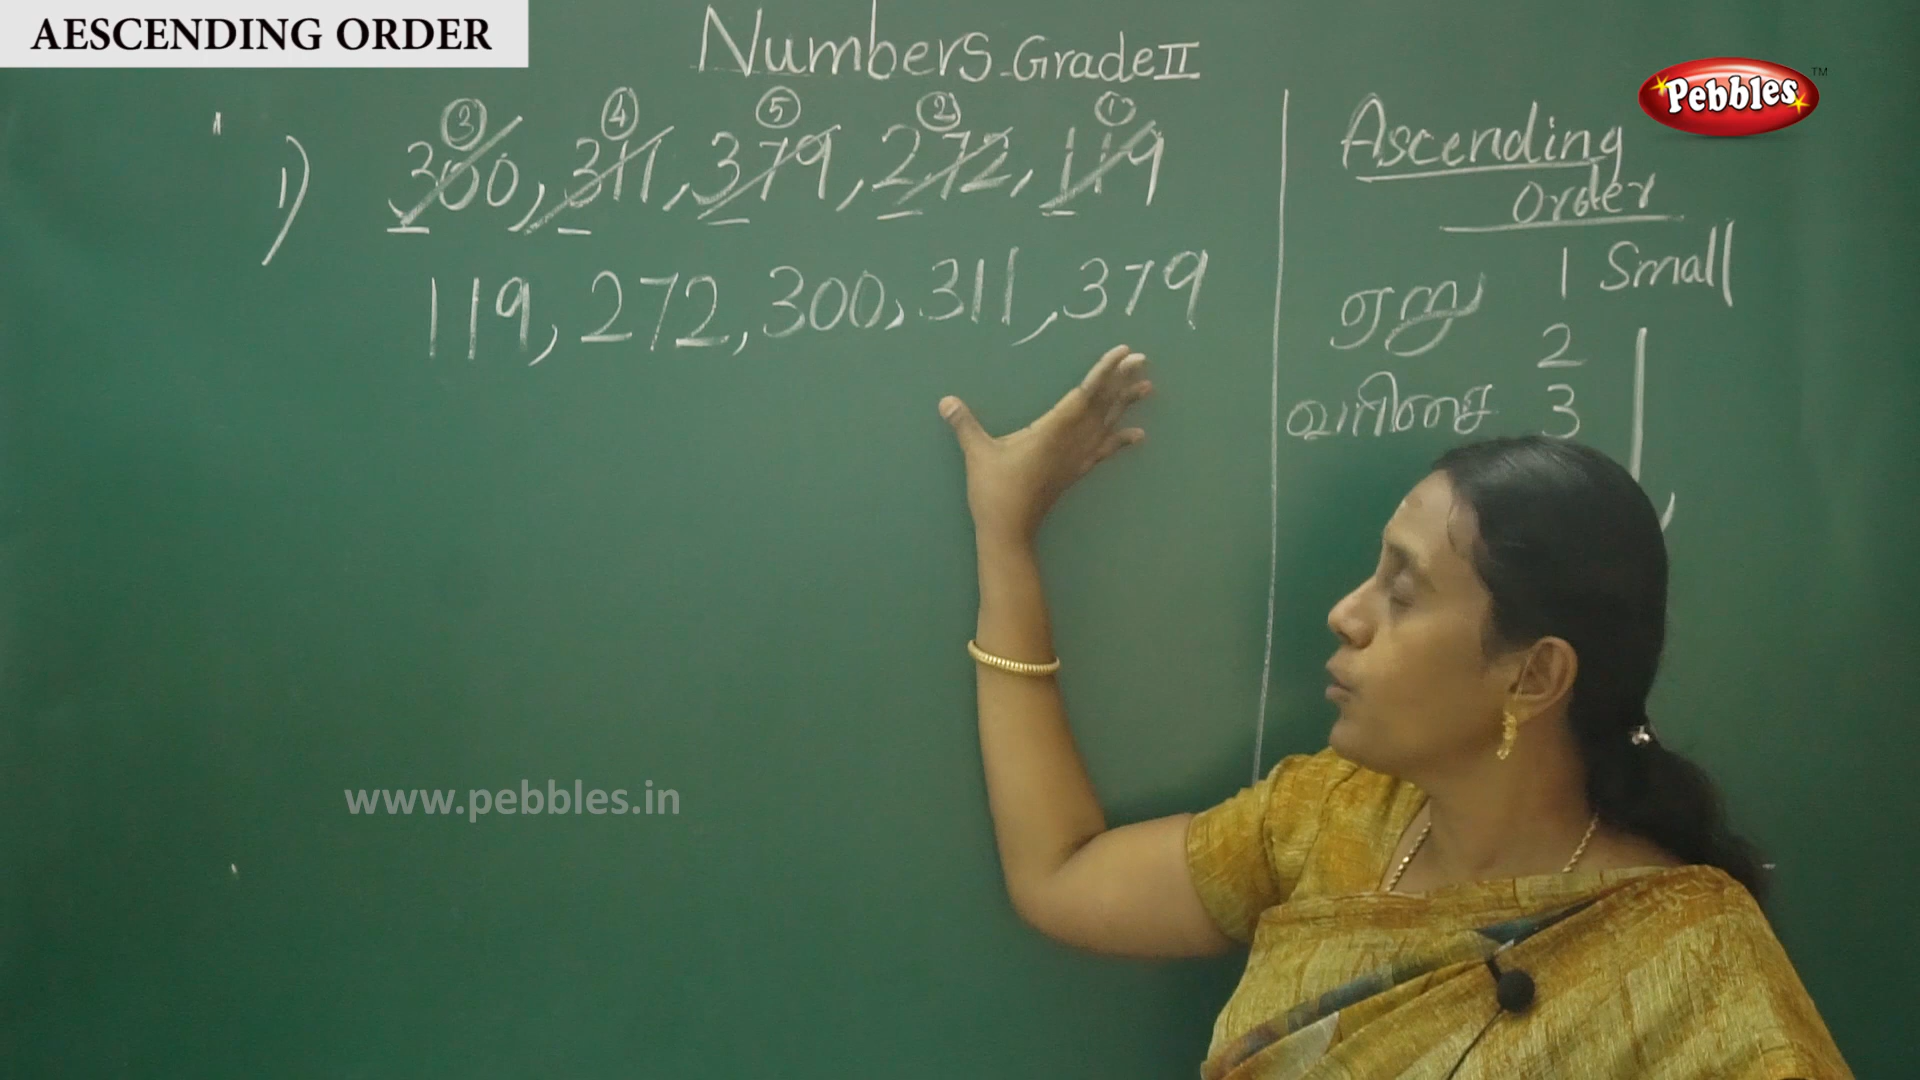 AESCENDING ORDER
Numbers - Grade II
Pebbles™
③ ④ ⑤ ② ①
1) 300, 311, 379, 272, 119
119, 272, 300, 311, 379
Ascending
Order
ஏறு
வரிசை
1 Small
2
3
www.pebbles.in